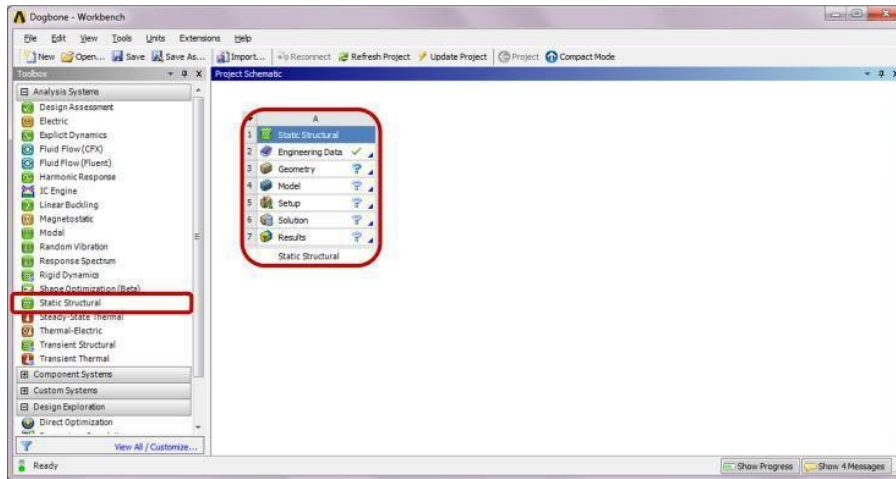 Dogbone - Workbench
File Edit View Tools Units Extensions Help
New Open... Save Save As... Import... Reconnect Refresh Project Update Project Project Compact Mode
Toolbox
Project Schematic
Analysis Systems
Design Assessment
Electric
Explicit Dynamics
Fluid Flow (CFX)
Fluid Flow (Fluent)
Harmonic Response
IC Engine
Linear Buckling
Magnetostatic
Modal
Random Vibration
Response Spectrum
Rigid Dynamics
Shape Optimization (Beta)
Static Structural
Steady-State Thermal
Thermal-Electric
Transient Structural
Transient Thermal
Component Systems
Custom Systems
Design Exploration
Direct Optimization
View All / Customize...
A
1 Static Structural
2 Engineering Data
3 Geometry ?
4 Model ?
5 Setup ?
6 Solution ?
7 Results ?
Static Structural
Ready
Show Progress Show 4 Messages